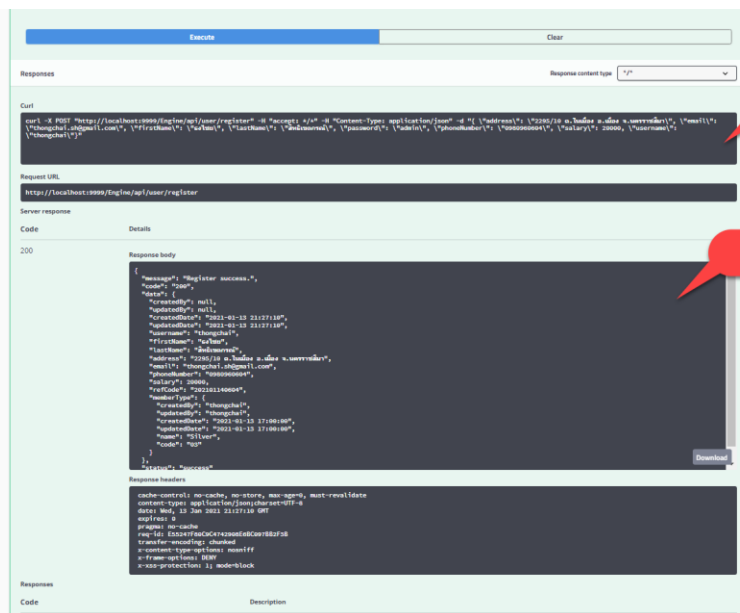 Execute
Clear
Responses
Response content type
*/*
Curl
curl -X POST "http://localhost:9999/Engine/api/user/register" -H "accept: */*" -H "Content-Type: application/json" -d "{ \"address\": \"2295/10 ต.ในเมือง อ.เมือง จ.นครราชสีมา\", \"email\":
\"thongchai.sh@gmail.com\", \"firstName\": \"ธงไชย\", \"lastName\": \"\", \"password\": \"admin\", \"phoneNumber\": \"0980960604\", \"salary\": 20000, \"username\":
\"thongchai\"}"
Request URL
http://localhost:9999/Engine/api/user/register
Server response
Code
Details
200
Response body
{
"message": "Register success.",
"code": "200",
"data": {
"createdBy": null,
"updatedBy": null,
"createdDate": "2021-01-13 21:27:10",
"updatedDate": "2021-01-13 21:27:10",
"username": "thongchai",
"firstName": "ธงไชย",
"lastName": "",
"address": "2295/10 ต.ในเมือง อ.เมือง จ.นครราชสีมา",
"email": "thongchai.sh@gmail.com",
"phoneNumber": "0980960604",
"salary": 20000,
"refCode": "202101140604",
"memberType": {
"createdBy": "thongchai",
"updatedBy": "thongchai",
"createdDate": "2021-01-13 17:00:00",
"updatedDate": "2021-01-13 17:00:00",
"name": "Silver",
"code": "03"
}
},
"status": "success"
Download
Response headers
cache-control: no-cache, no-store, max-age=0, must-revalidate
content-type: application/json;charset=UTF-8
date: Wed, 13 Jan 2021 21:27:10 GMT
expires: 0
pragma: no-cache
req-id:
transfer-encoding: chunked
x-content-type-options: nosniff
x-frame-options: DENY
x-xss-protection: 1; mode=block
Responses
Code
Description